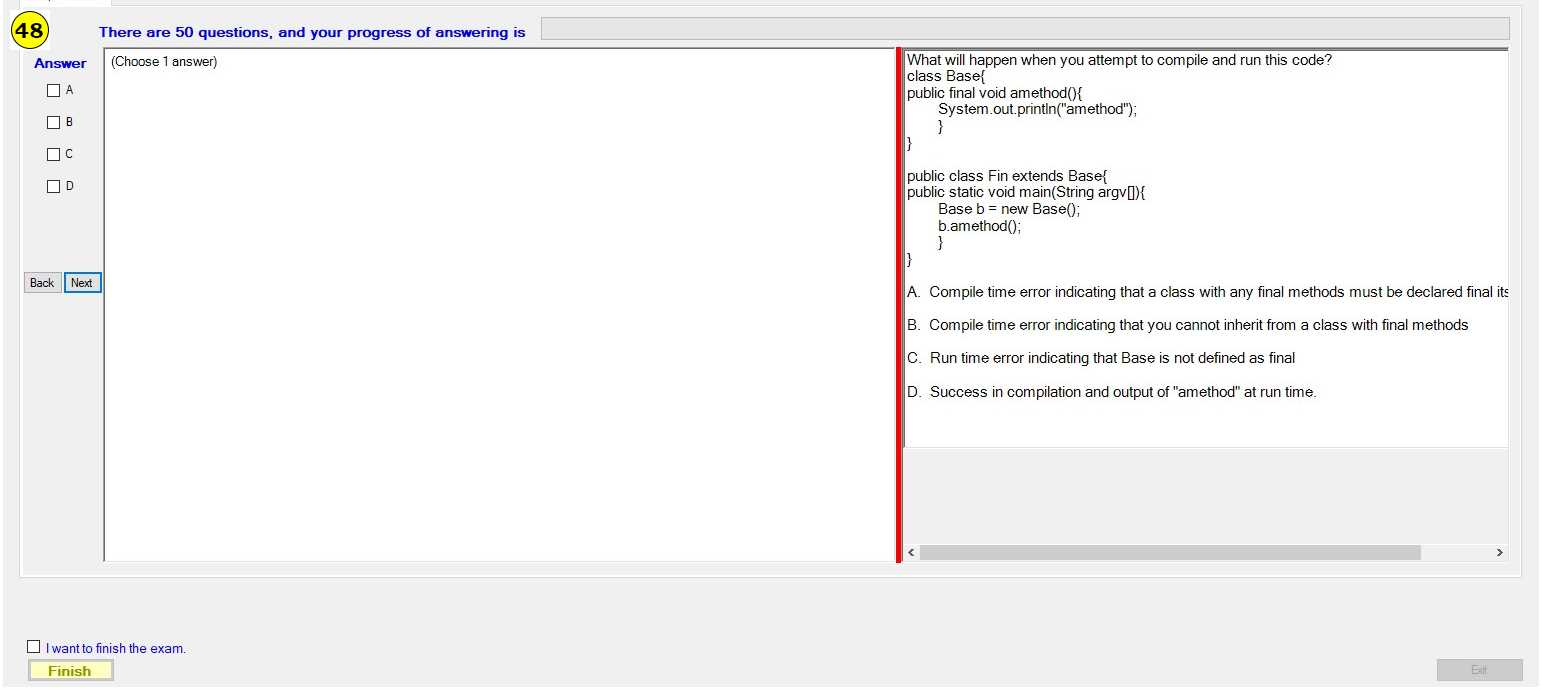 48
There are 50 questions, and your progress of answering is
Answer
A
B
C
D
Back Next
(Choose 1 answer)
What will happen when you attempt to compile and run this code?
class Base{
public final void amethod(){
System.out.println("amethod");
}
}
public class Fin extends Base{
public static void main(String argv[]){
Base b = new Base();
b.amethod();
}
}
A. Compile time error indicating that a class with any final methods must be declared final its
B. Compile time error indicating that you cannot inherit from a class with final methods
C. Run time error indicating that Base is not defined as final
D. Success in compilation and output of "amethod" at run time.
I want to finish the exam.
Finish
Exit